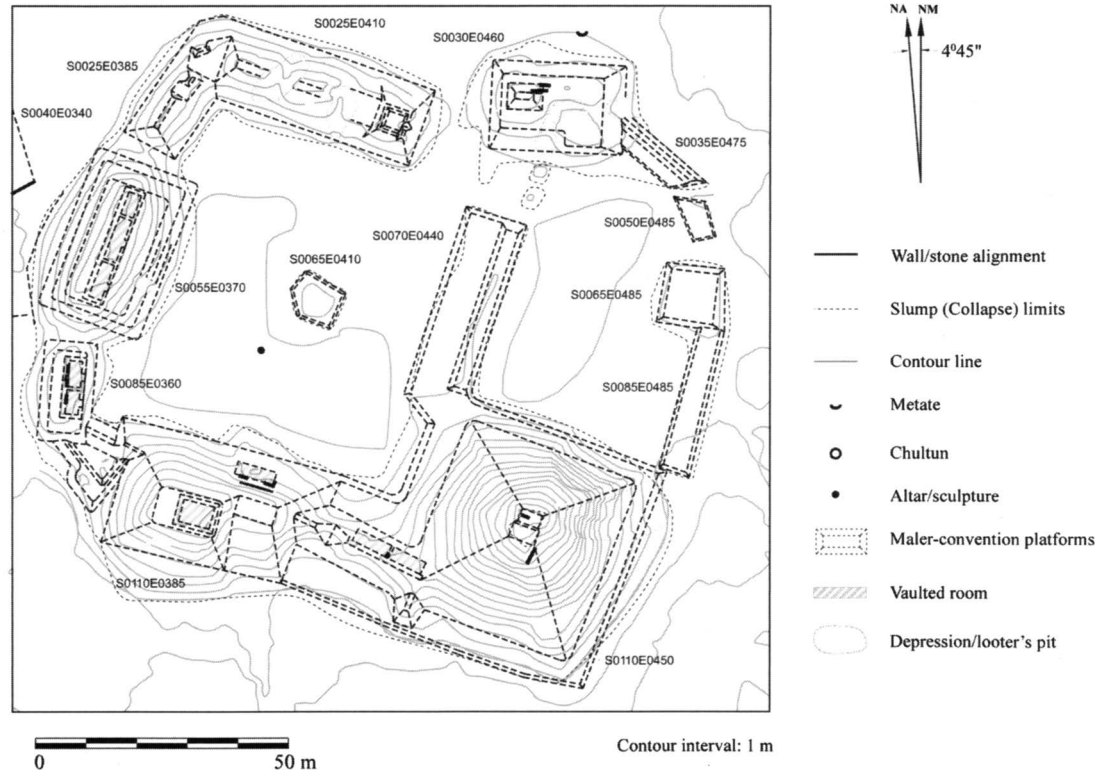 S0025E0410
S0030E0460
S0025E0385
S0040E0340
S0035E0475
S0050E0485
S0070E0440
S0065E0410
S0055E0370
S0065E0485
S0085E0360
S0085E0485
S0110E0385
S0110E0450
NA NM
4º45"
Wall/stone alignment
Slump (Collapse) limits
Contour line
Metate
Chultun
Altar/sculpture
Maler-convention platforms
Vaulted room
Depression/looter's pit
0 50 m
Contour interval: 1 m